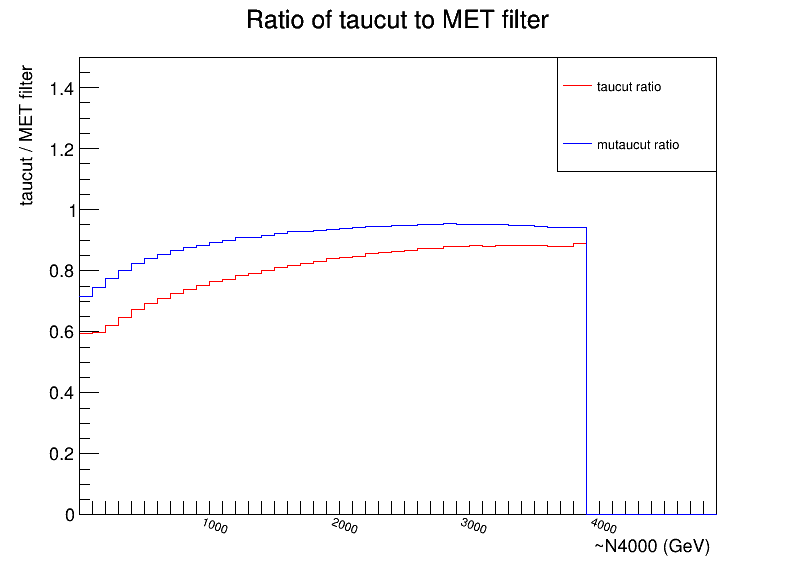 Ratio of taucut to MET filter
taucut / MET filter
taucut ratio
mutaucut ratio
1.4
1.2
1
0.8
0.6
0.4
0.2
0
1000
2000
3000
4000
~N4000 (GeV)